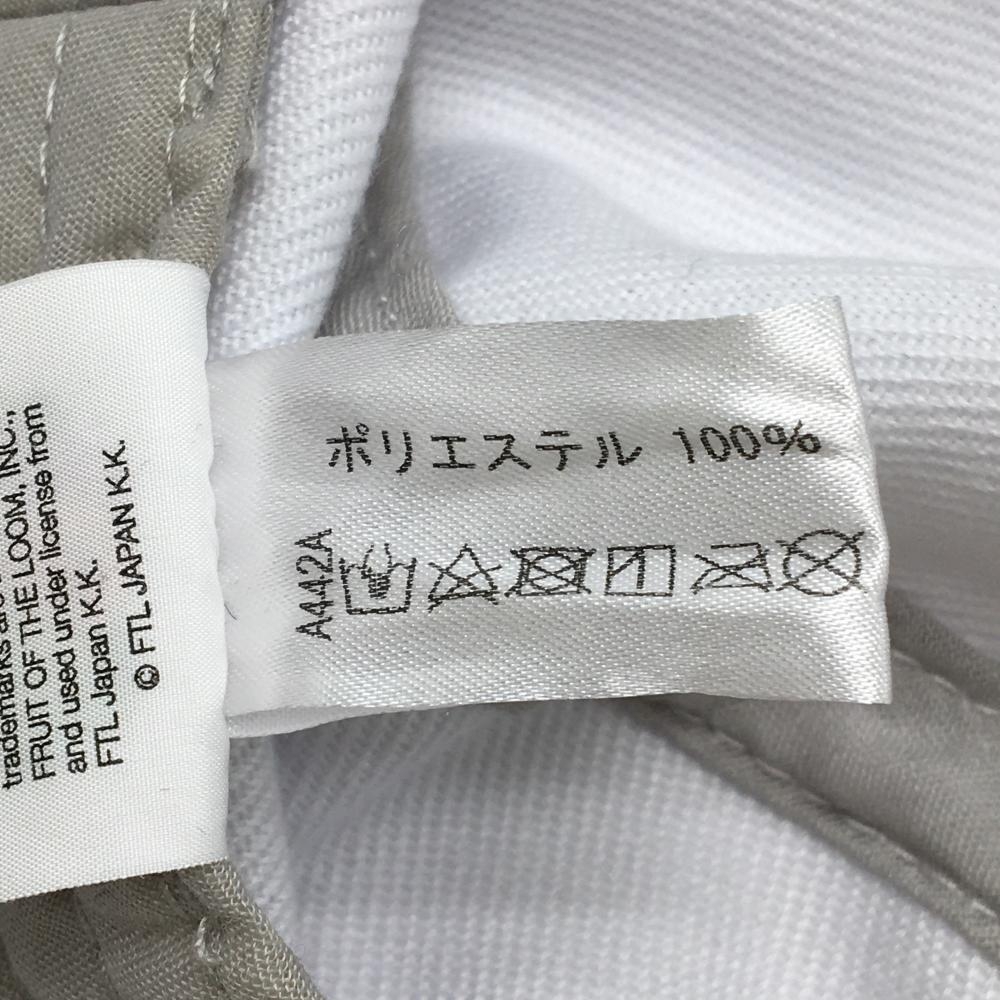 trademarks are
FRUIT OF THE LOOM, INC.,
and used under license from
FTL Japan K.K.
© FTL JAPAN K.K.
ポリエステル 100%
A442A